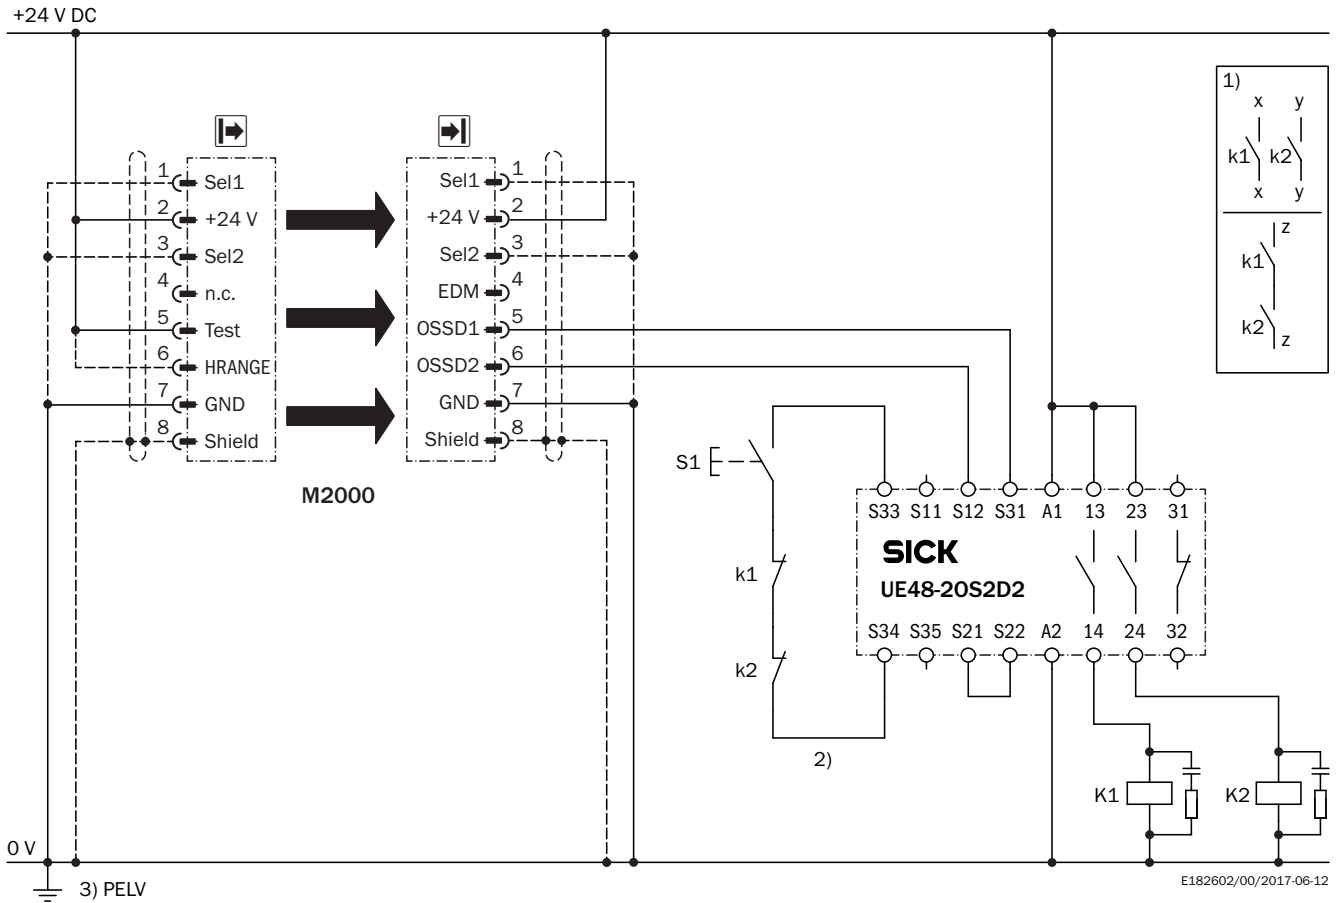 +24 V DC
1)
x y
k1 k2
x y
z
k1
k2
z
1 Sel1
2 +24 V
3 Sel2
4 n.c.
5 Test
6 HRANGE
7 GND
8 Shield
Sel1 1
+24 V 2
Sel2 3
EDM 4
OSSD1 5
OSSD2 6
GND 7
Shield 8
M2000
S1
k1
k2
2)
S33 S11 S12 S31 A1 13 23 31
SICK
UE48-2OS2D2
S34 S35 S21 S22 A2 14 24 32
K1 K2
0 V
3) PELV
E182602/00/2017-06-12